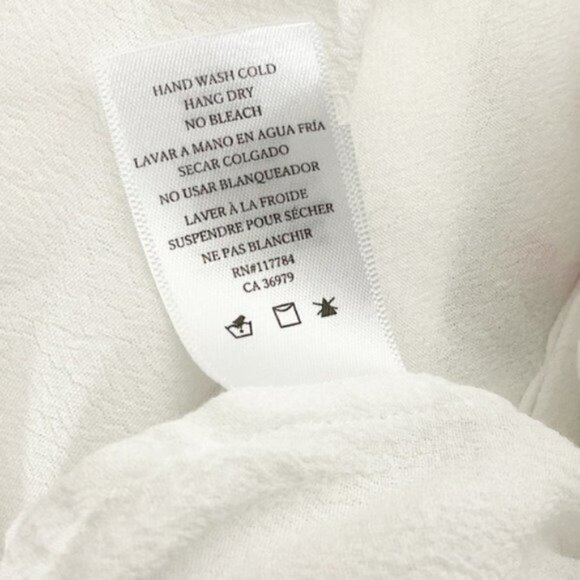 HAND WASH COLD
HANG DRY
NO BLEACH
LAVAR A MANO EN AGUA FRÍA
SECAR COLGADO
NO USAR BLANQUEADOR
LAVER À LA FROIDE
SUSPENDRE POUR SÉCHER
NE PAS BLANCHIR
RN#117784
CA 36979